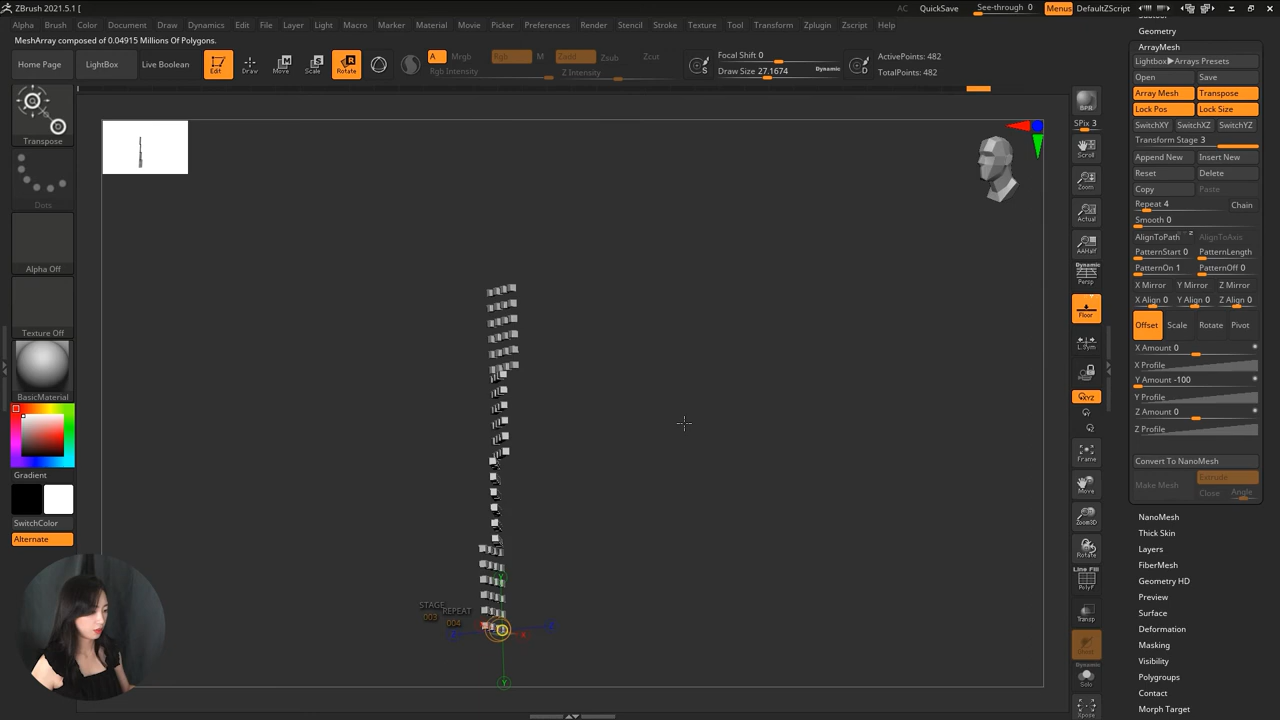 ZBrush 2021.5.1 [
AC
QuickSave
See-through 0
Menus
DefaultZScript
Alpha
Brush
Color
Document
Draw
Dynamics
Edit
File
Layer
Light
Macro
Marker
Material
Movie
Picker
Preferences
Render
Stencil
Stroke
Texture
Tool
Transform
Zplugin
Zscript
Help
MeshArray composed of 0.04915 Millions Of Polygons.
Home Page
LightBox
Live Boolean
Edit
Draw
Move
Scale
Rotate
A
Mrgb
Rgb
M
Rgb Intensity
Zadd
Zsub
Zcut
Z Intensity
S
Focal Shift 0
Draw Size 27.1674
Dynamic
D
ActivePoints: 482
TotalPoints: 482
Transpose
Dots
Alpha Off
Texture Off
BasicMaterial
Gradient
SwitchColor
Alternate
STAGE
003
REPEAT
004
Y
BPR
SPix 3
Scroll
Zoom
Actual
AAHalf
Dynamic
Persp
Floor
L.Sym
XYZ
Frame
Move
Zoom3D
Rotate
Line Fill
PolyF
Transp
Ghost
Dynamic
Solo
Xpose
Geometry
ArrayMesh
Lightbox▶Arrays Presets
Open
Save
Array Mesh
Transpose
Lock Pos
Lock Size
SwitchXY
SwitchXZ
SwitchYZ
Transform Stage 3
Append New
Insert New
Reset
Delete
Copy
Paste
Repeat 4
Chain
Smooth 0
AlignToPath
AlignToAxis
PatternStart 0
PatternLength
PatternOn 1
PatternOff 0
X Mirror
Y Mirror
Z Mirror
X Align 0
Y Align 0
Z Align 0
Offset
Scale
Rotate
Pivot
X Amount 0
X Profile
Y Amount -100
Y Profile
Z Amount 0
Z Profile
Convert To NanoMesh
Make Mesh
Extrude
Close
Angle
NanoMesh
Thick Skin
Layers
FiberMesh
Geometry HD
Preview
Surface
Deformation
Masking
Visibility
Polygroups
Contact
Morph Target